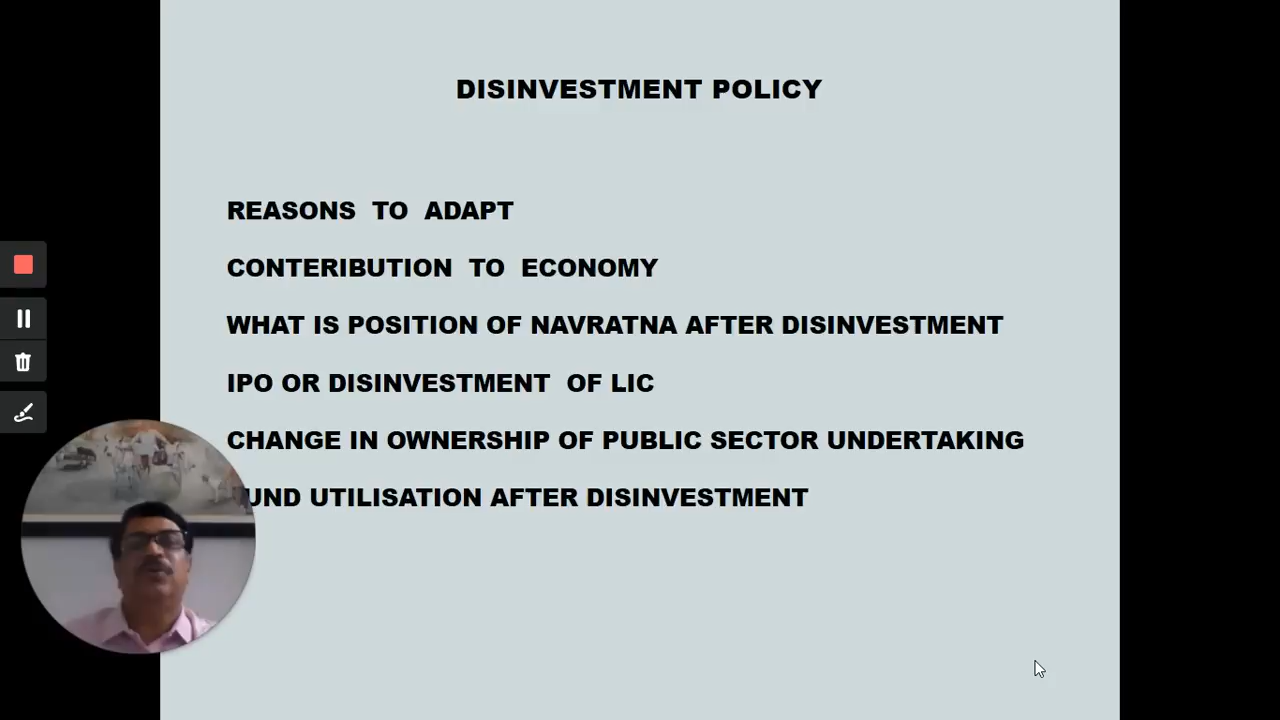 DISINVESTMENT POLICY
REASONS TO ADAPT
CONTERIBUTION TO ECONOMY
WHAT IS POSITION OF NAVRATNA AFTER DISINVESTMENT
IPO OR DISINVESTMENT OF LIC
CHANGE IN OWNERSHIP OF PUBLIC SECTOR UNDERTAKING
UTILISATION AFTER DISINVESTMENT